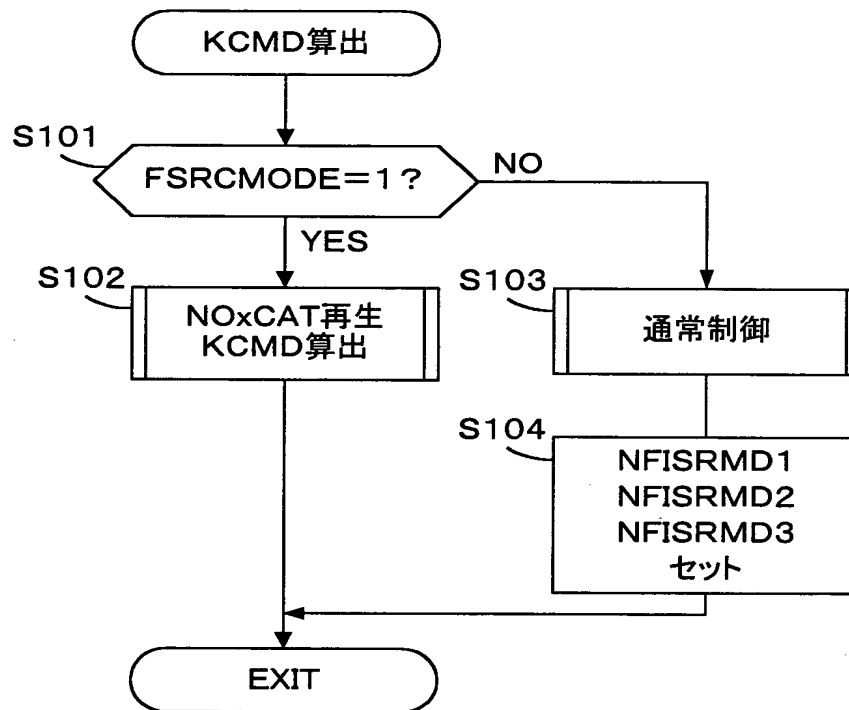 KCMD算出
S101
FSRCMODE=1?
NO
YES
S102
NOxCAT再生
KCMD算出
S103
通常制御
S104
NFISRMD1
NFISRMD2
NFISRMD3
セット
EXIT